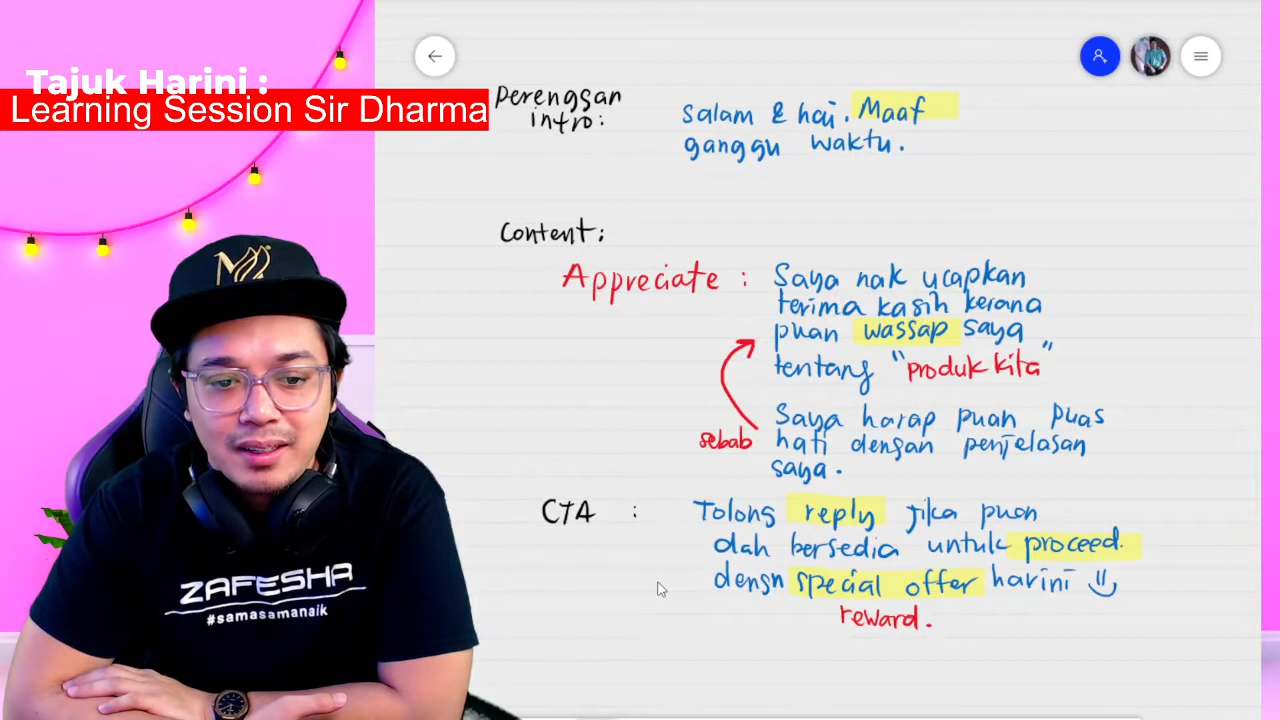 Tajuk Harini :
Learning Session Sir Dharma
ZAFESHA
#samasamanaik
Perenggan
intro:
salam & hai. Maaf
ganggu waktu.
Content:
Appreciate :
Saya nak ucapkan
terima kasih kerana
puan wassap saya
tentang "produk kita"
sebab
Saya harap puan puas
hati dengan penjelasan
saya.
CTA :
Tolong reply jika puan
dah bersedia untuk proceed.
dengn special offer harini
reward.